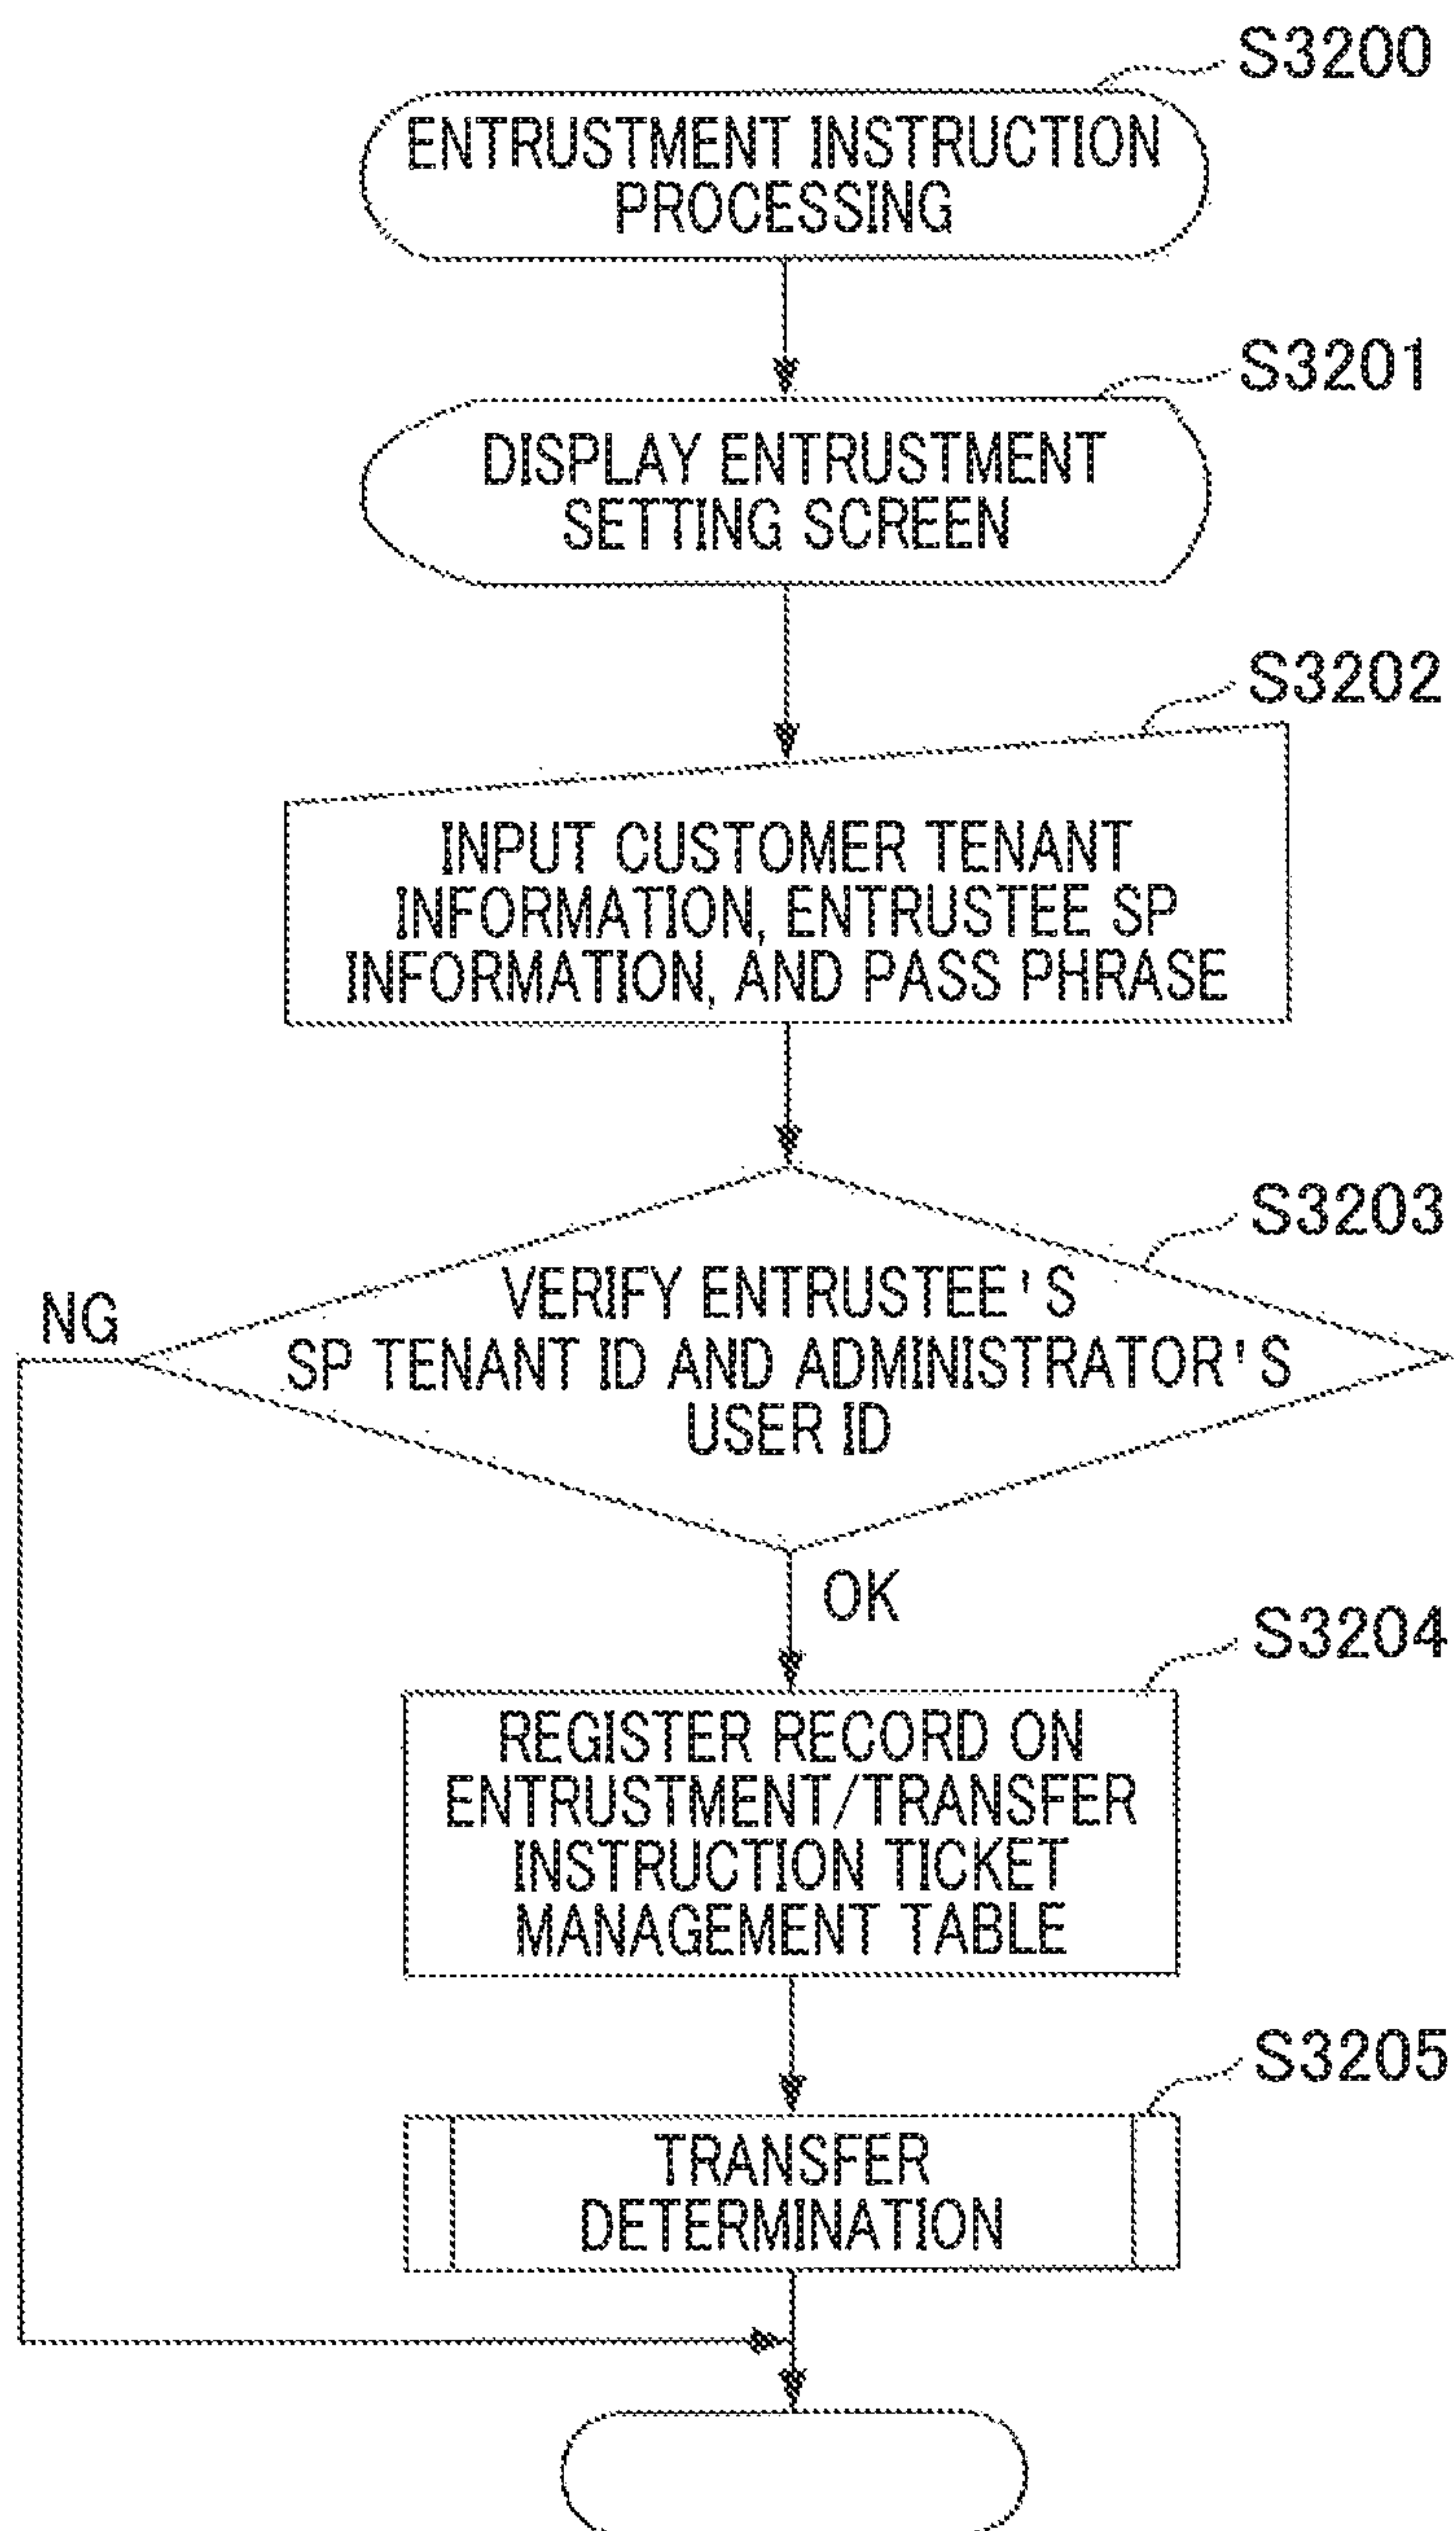 S3200
ENTRUSTMENT INSTRUCTION
PROCESSING
S3201
DISPLAY ENTRUSTMENT
SETTING SCREEN
S3202
INPUT CUSTOMER TENANT
INFORMATION, ENTRUSTEE SP
INFORMATION, AND PASS PHRASE
S3203
NG
VERIFY ENTRUSTEE'S
SP TENANT ID AND ADMINISTRATOR'S
USER ID
OK
S3204
REGISTER RECORD ON
ENTRUSTMENT/TRANSFER
INSTRUCTION TICKET
MANAGEMENT TABLE
S3205
TRANSFER
DETERMINATION